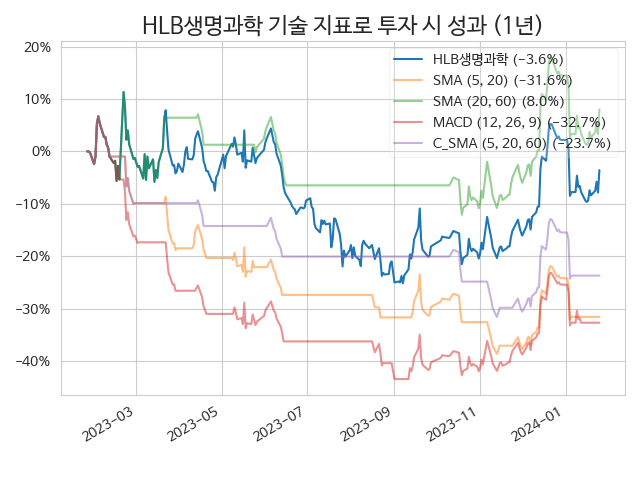 HLB생명과학 기술 지표로 투자 시 성과 (1년)
20%
10%
0%
−10%
−20%
−30%
−40%
HLB생명과학 (−3.6%)
SMA (5, 20) (−31.6%)
SMA (20, 60) (8.0%)
MACD (12, 26, 9) (−32.7%)
C_SMA (5, 20, 60) (−23.7%)
2023−03
2023−05
2023−07
2023−09
2023−11
2024−01